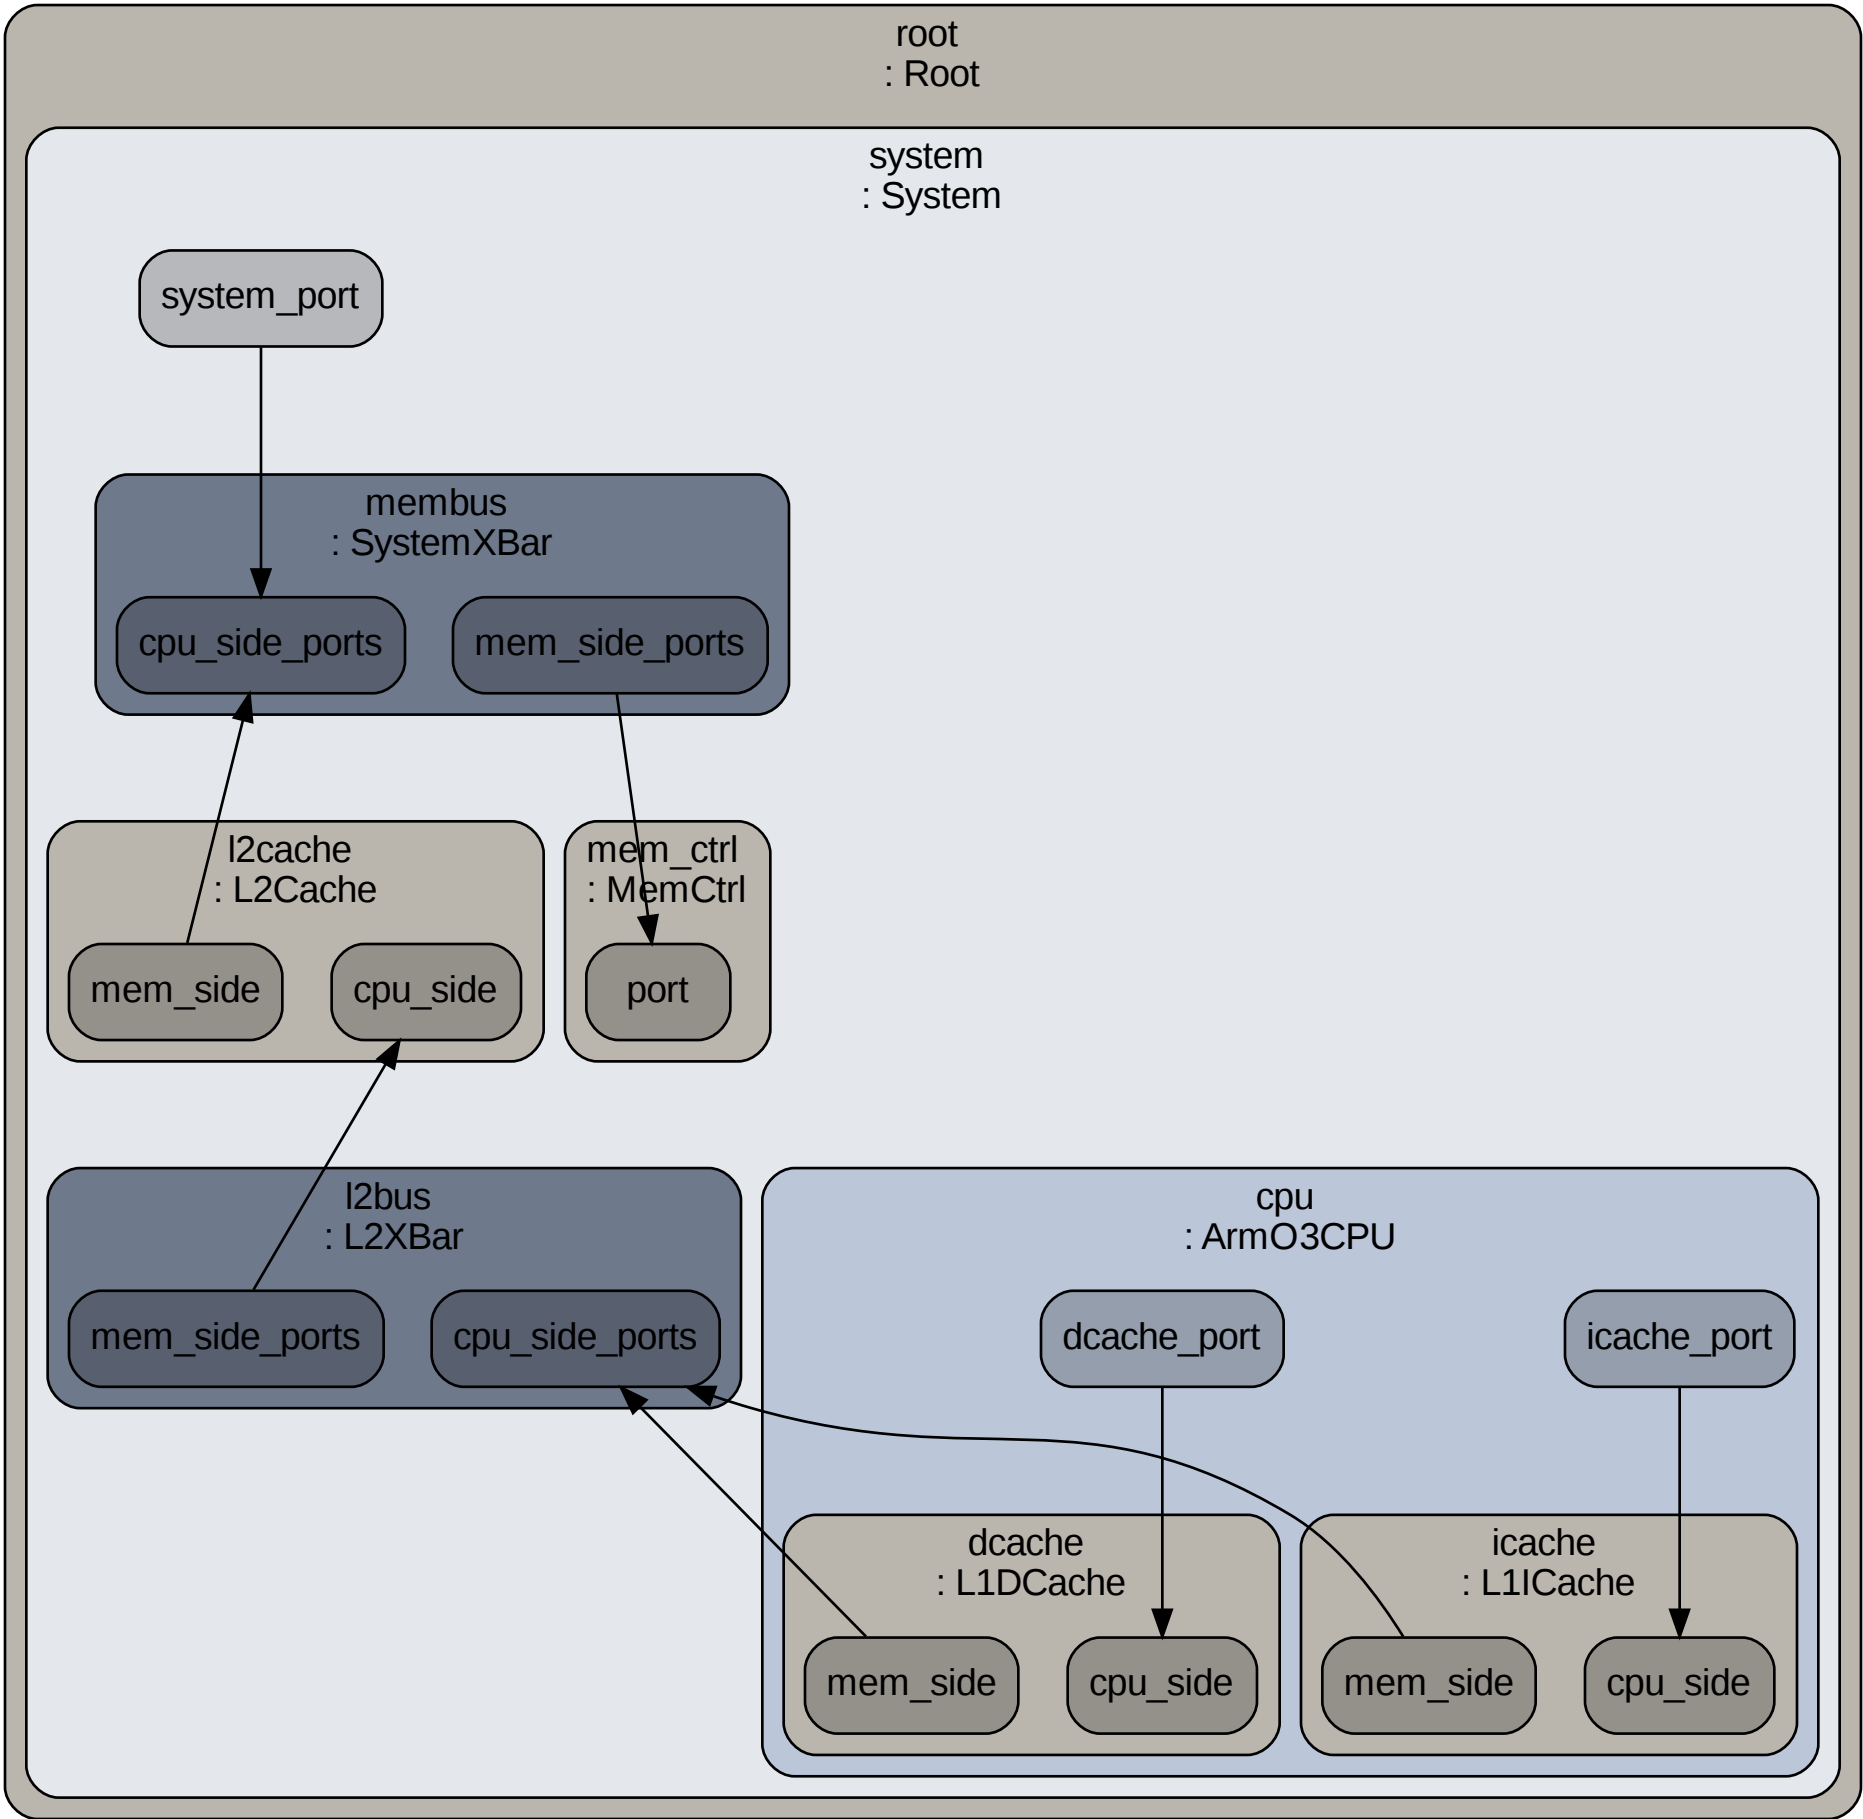 root
: Root
system
: System
system_port
membus
: SystemXBar
cpu_side_ports
mem_side_ports
l2cache
: L2Cache
mem_side
cpu_side
mem_ctrl
: MemCtrl
port
l2bus
: L2XBar
mem_side_ports
cpu_side_ports
cpu
: ArmO3CPU
dcache_port
icache_port
dcache
: L1DCache
mem_side
cpu_side
icache
: L1ICache
mem_side
cpu_side